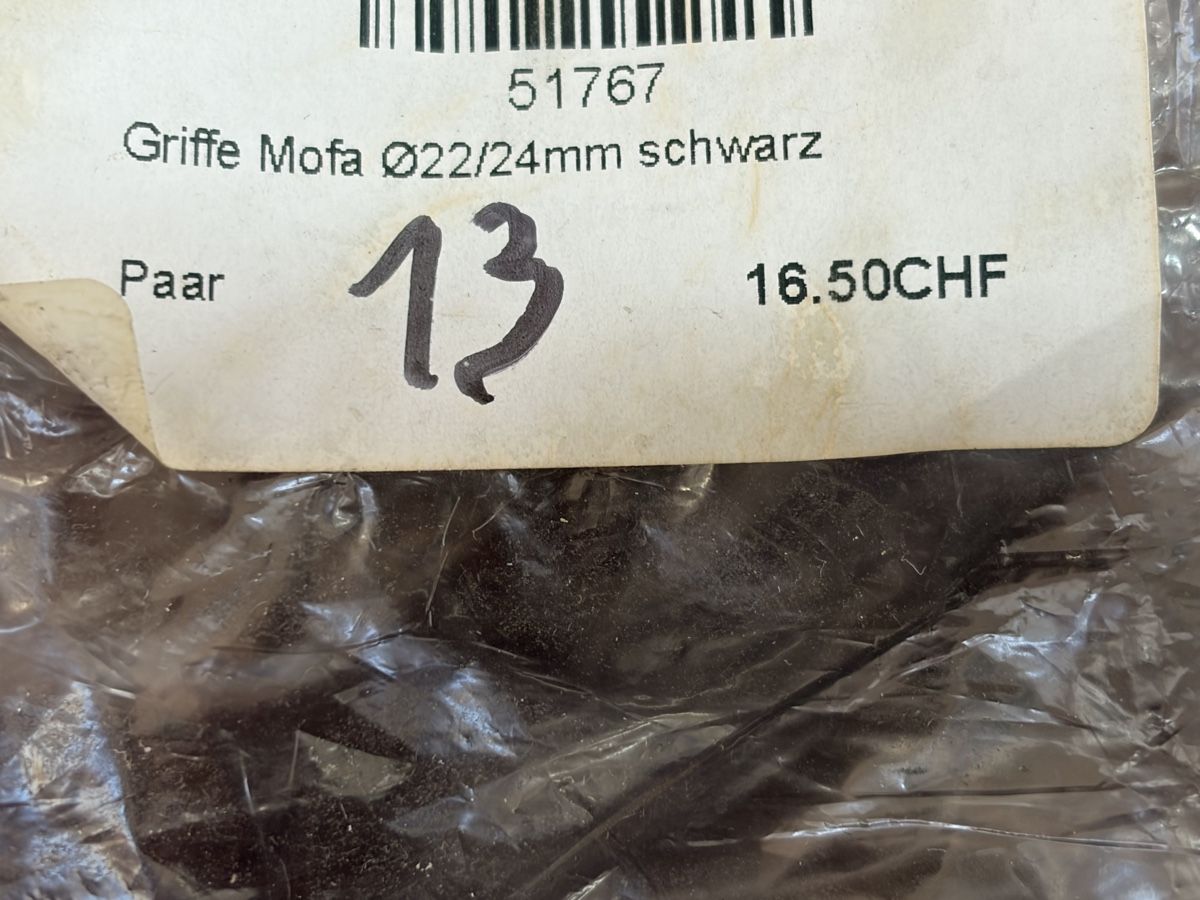 51767
Griffe Mofa Ø22/24mm schwarz
13
Paar 16.50CHF